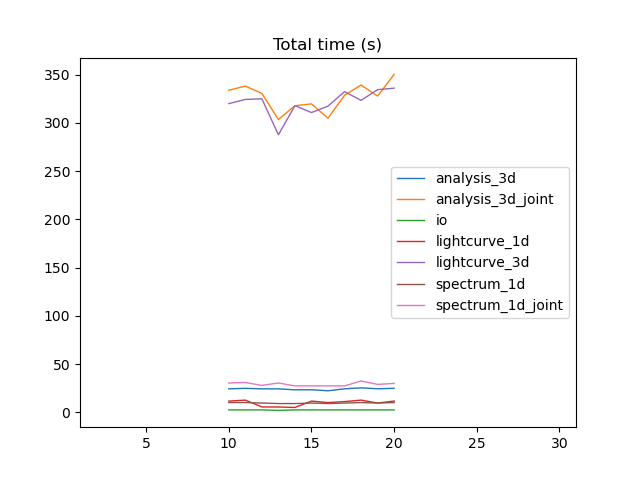 Total time (s)
350
300
250
200
150
100
50
0
analysis_3d
analysis_3d_joint
io
lightcurve_1d
lightcurve_3d
spectrum_1d
spectrum_1d_joint
5 10 15 20 25 30